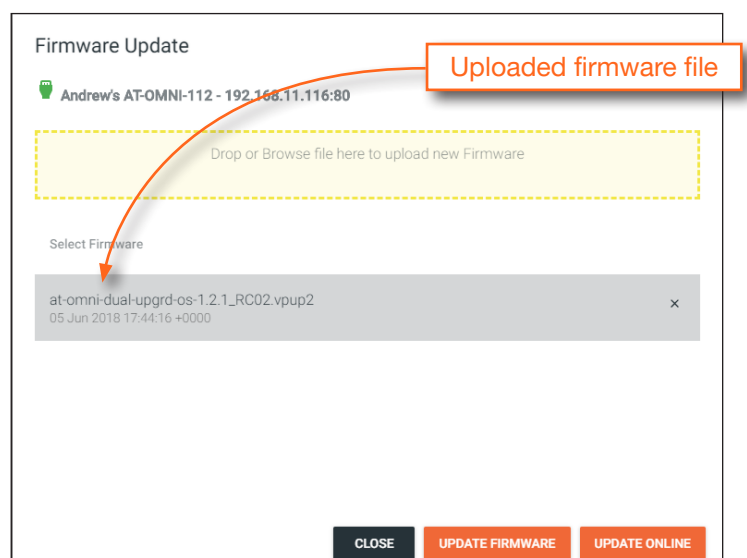 Firmware Update
Uploaded firmware file
Andrew's AT-OMNI-112 - 192.168.11.116:80
Drop or Browse file here to upload new Firmware
Select Firmware
at-omni-dual-upgrd-os-1.2.1_RC02.vpup2
05 Jun 2018 17:44:16 +0000
×
CLOSE
UPDATE FIRMWARE
UPDATE ONLINE